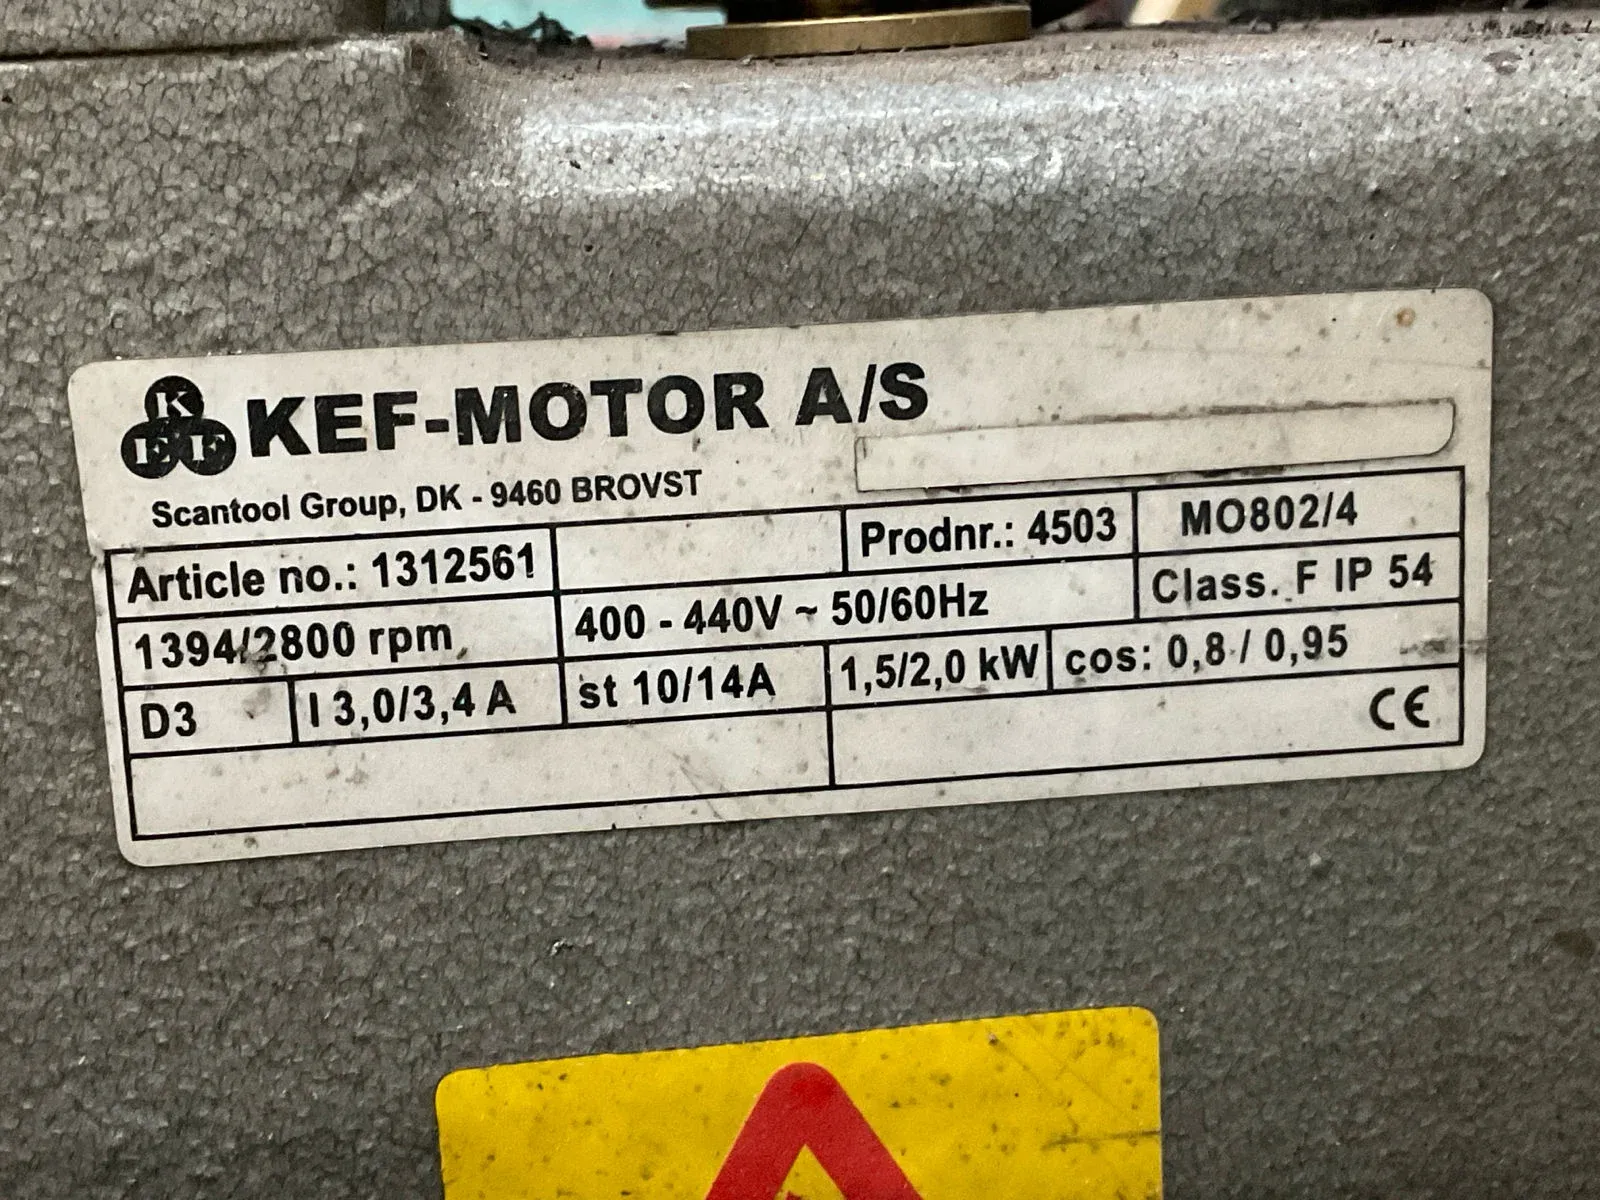 K
EF KEF-MOTOR A/S
Scantool Group, DK - 9460 BROVST
Article no.: 1312561 Prodnr.: 4503 MO802/4
1394/2800 rpm 400 - 440V ~ 50/60Hz Class. F IP 54
D3 I 3,0/3,4 A st 10/14A 1,5/2,0 kW cos: 0,8 / 0,95
CE